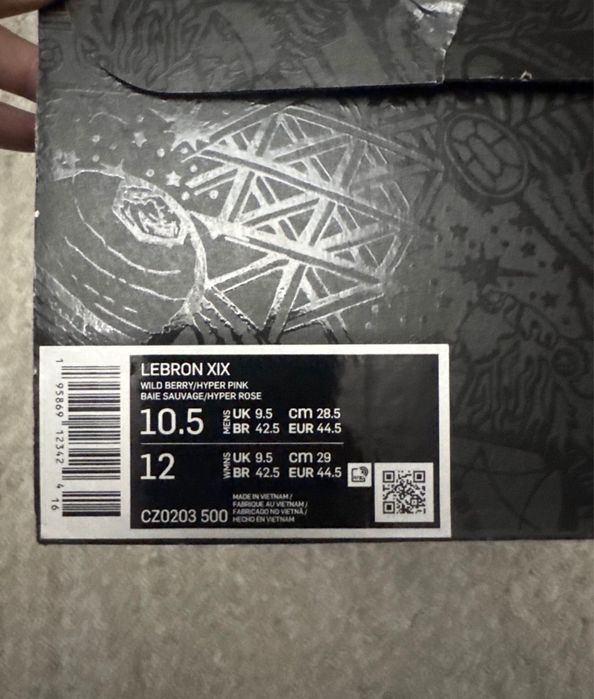 LEBRON XIX
WILD BERRY/HYPER PINK
BAIE SAUVAGE/HYPER ROSE
10.5 MENS UK 9.5 cm 28.5
BR 42.5 EUR 44.5
12 WMNS UK 9.5 cm 29
BR 42.5 EUR 44.5
CZ0203 500
MADE IN VIETNAM /
FABRIQUE AU VIETNAM /
FABRICADO NO VIETNÃ /
HECHO EN VIETNAM
1 95869 12342 4 16